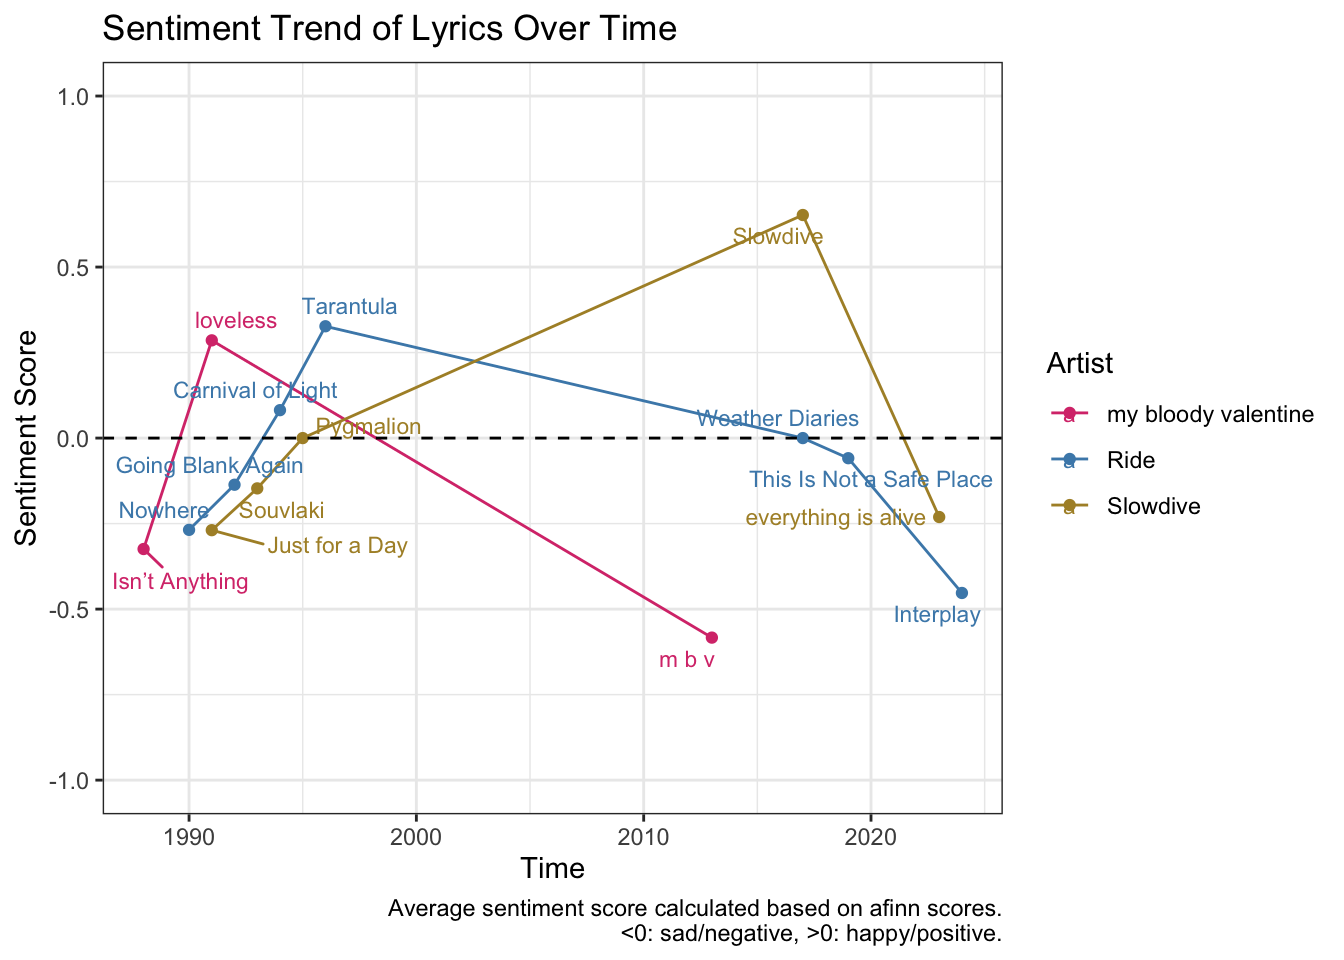 Sentiment Trend of Lyrics Over Time
Sentiment Score
1.0
0.5
0.0
-0.5
-1.0
Slowdive
Tarantula
loveless
Carnival of Light
Pygmalion
Weather Diaries
Going Blank Again
This Is Not a Safe Place
Nowhere
Souvlaki
everything is alive
Just for a Day
Isn’t Anything
Interplay
m b v
1990
2000
2010
2020
Time
Artist
a my bloody valentine
a Ride
a Slowdive
Average sentiment score calculated based on afinn scores.
<0: sad/negative, >0: happy/positive.